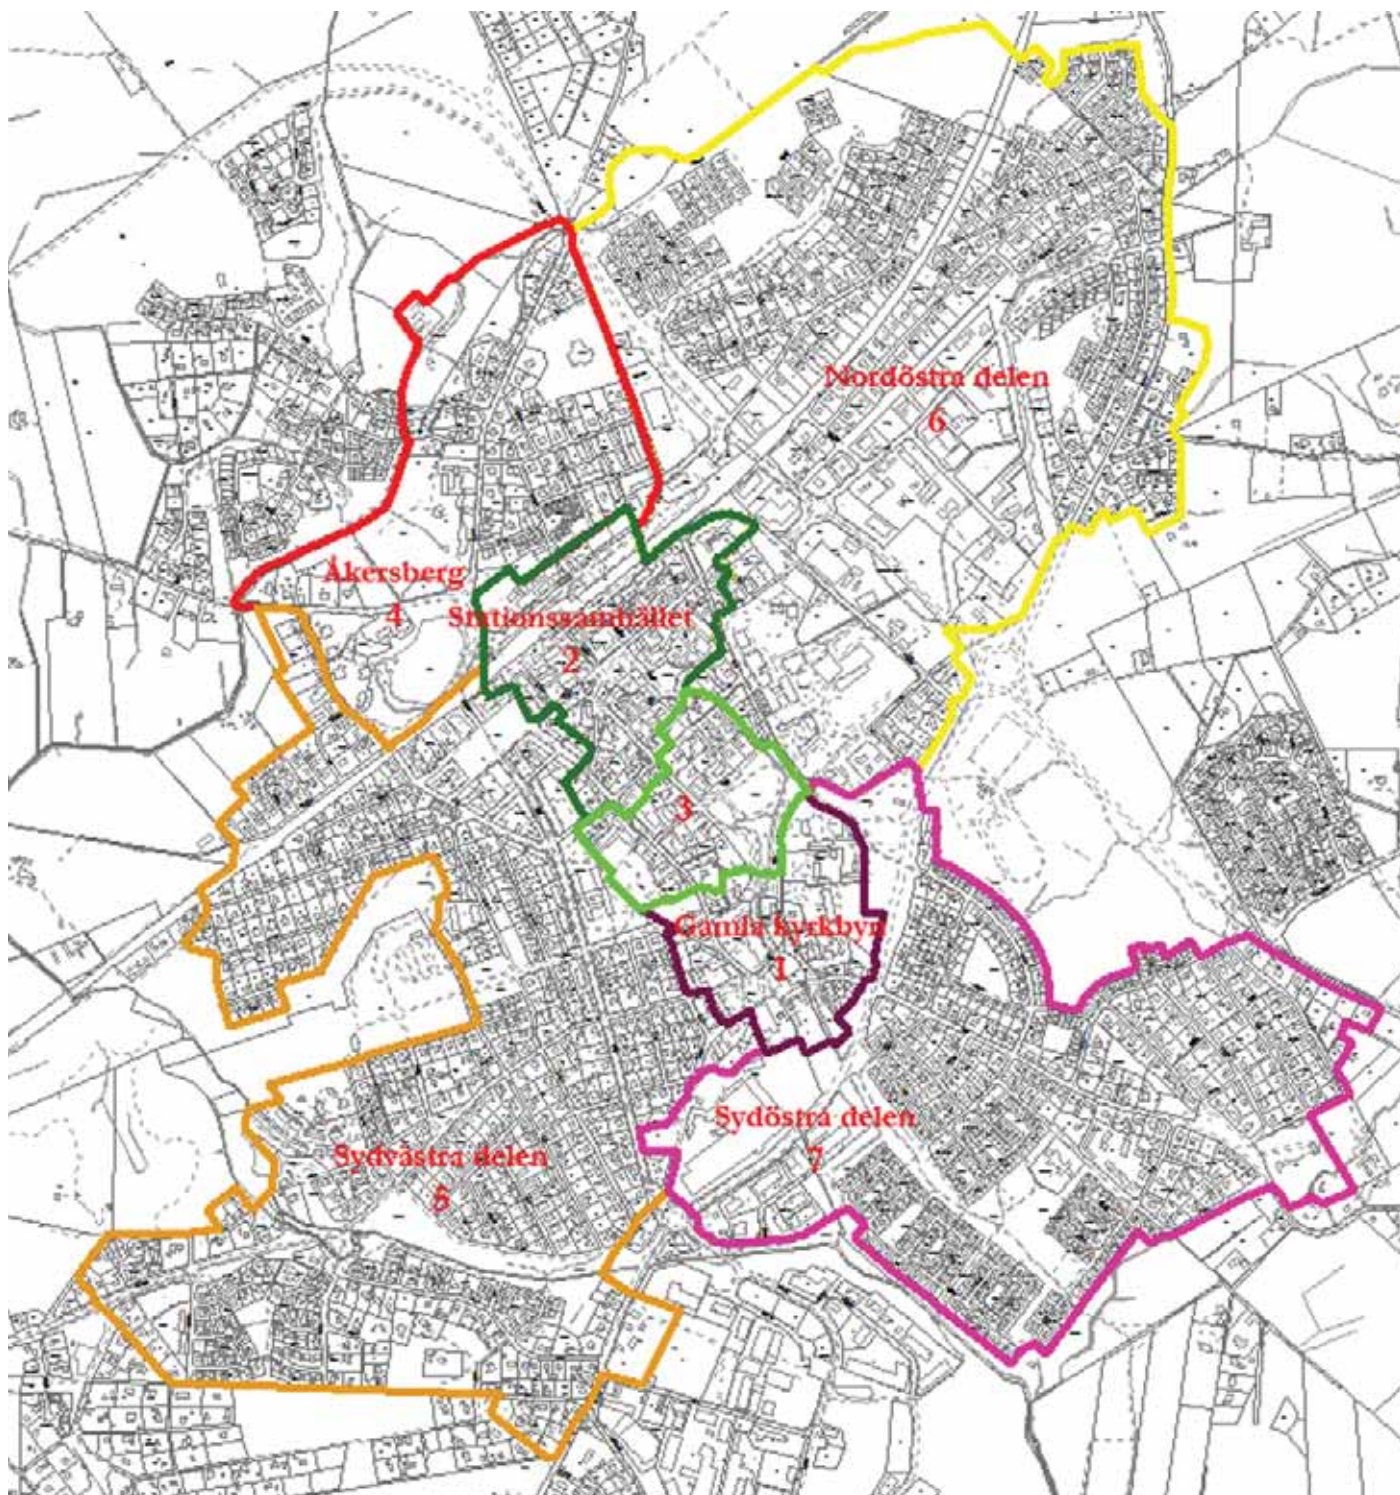 Nordöstra delen
6
Åkersberg
4
Stationssamhället
2
3
Gamla kyrkbyn
1
Sydöstra delen
7
Sydvästra delen
5